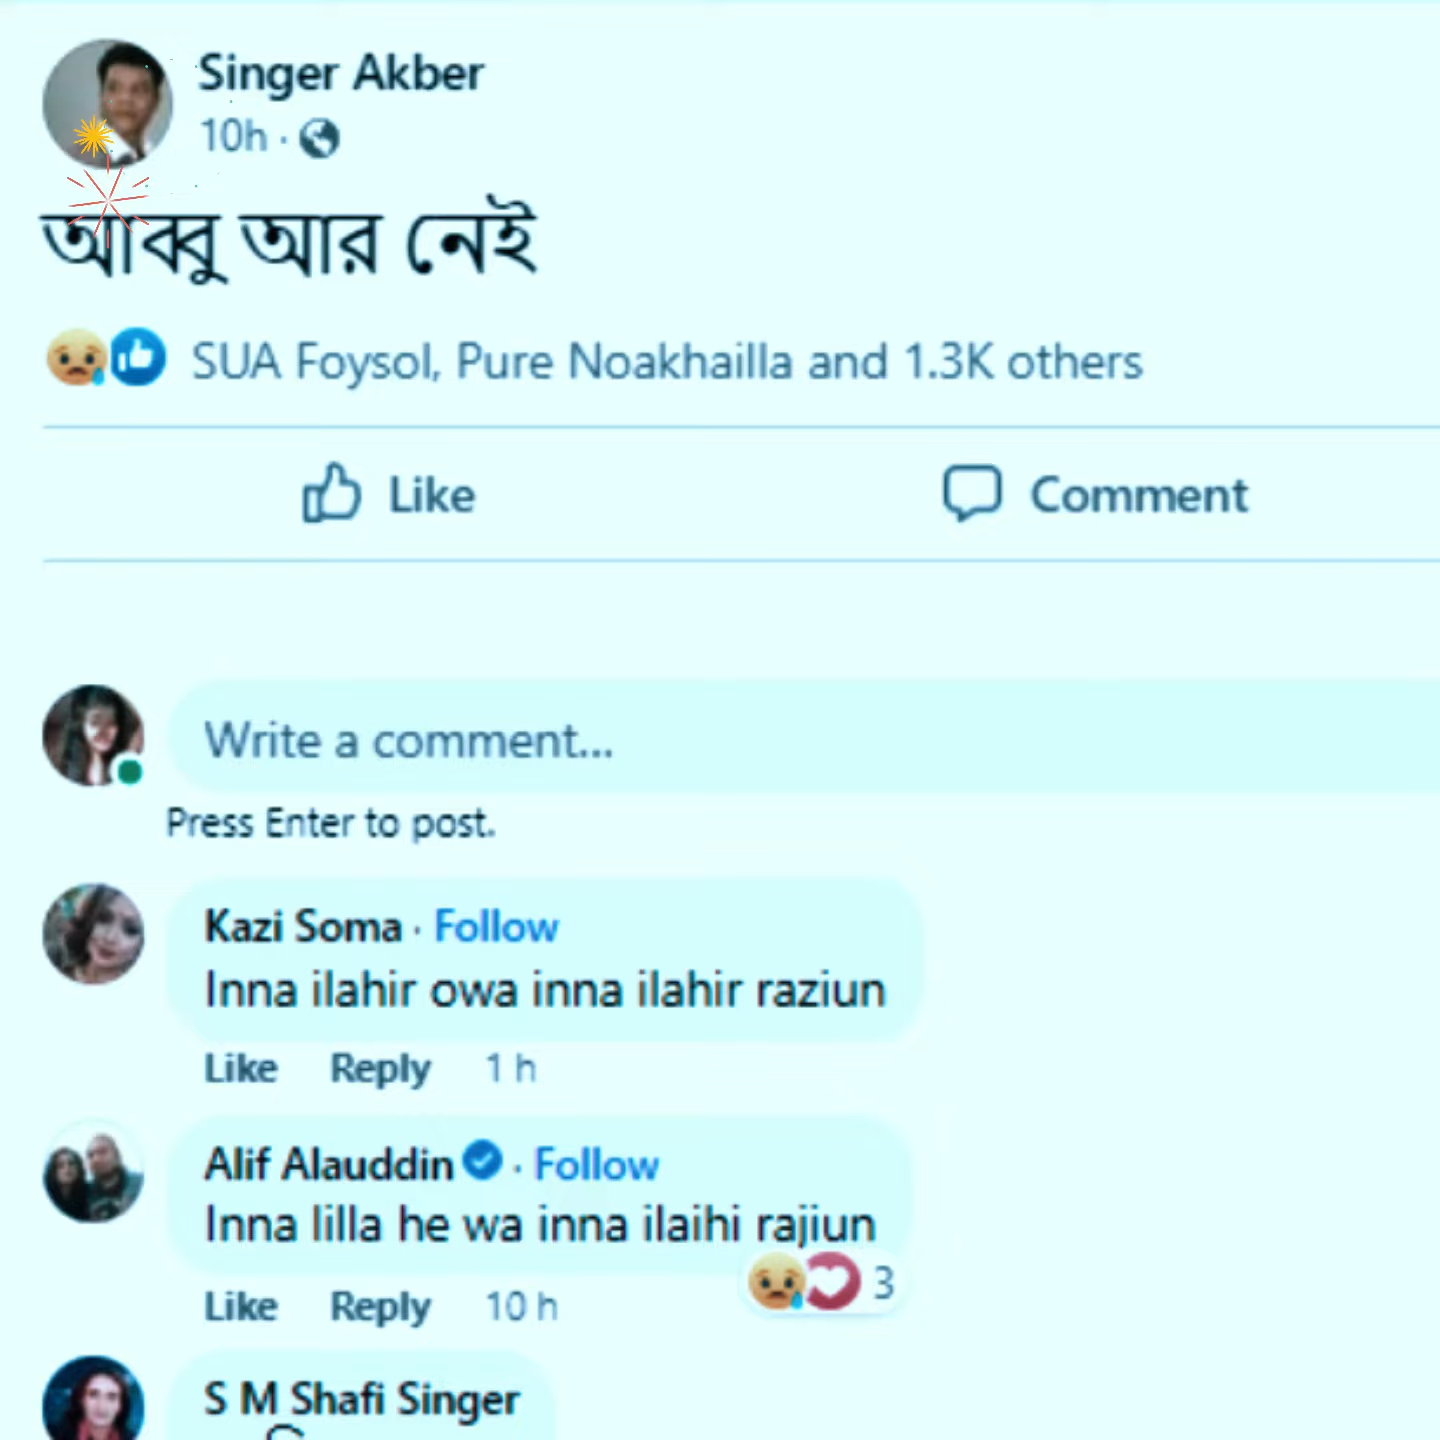 Singer Akber
10h ·
আব্বু আর নেই
SUA Foysol, Pure Noakhailla and 1.3K others
Like Comment
Write a comment...
Press Enter to post.
Kazi Soma · Follow
Inna ilahir owa inna ilahir raziun
Like Reply 1 h
Alif Alauddin · Follow
Inna lilla he wa inna ilaihi rajiun
3
Like Reply 10 h
S M Shafi Singer